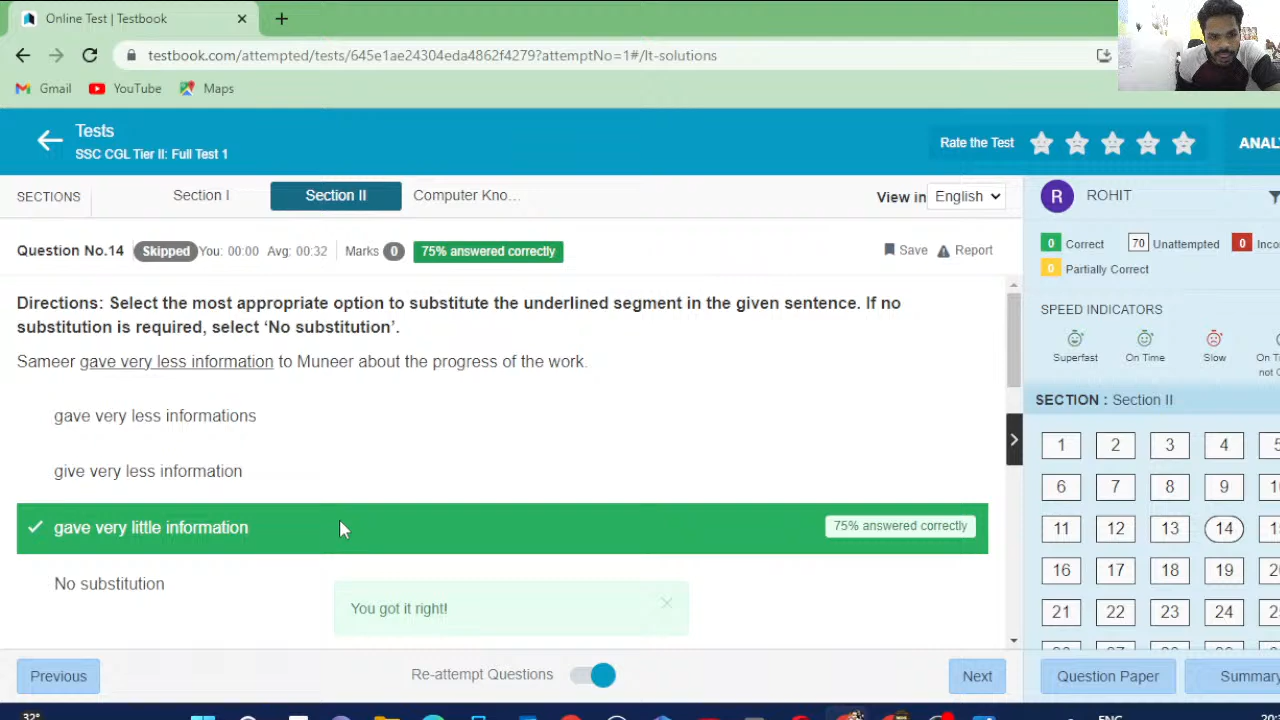 Online Test | Testbook
testbook.com/attempted/tests/645e1ae24304eda4862f4279?attemptNo=1#/lt-solutions
Gmail YouTube Maps
Tests
SSC CGL Tier II: Full Test 1
Rate the Test
SECTIONS Section I Section II Computer Kno...
View in English
ROHIT
Question No.14 Skipped You: 00:00 Avg: 00:32 Marks 0 75% answered correctly
Save Report
0 Correct 70 Unattempted 0
0 Partially Correct
Directions: Select the most appropriate option to substitute the underlined segment in the given sentence. If no
substitution is required, select ‘No substitution’.
Sameer gave very less information to Muneer about the progress of the work.
gave very less informations
give very less information
gave very little information
75% answered correctly
No substitution
You got it right!
SPEED INDICATORS
Superfast On Time Slow
SECTION : Section II
1 2 3 4
6 7 8 9
11 12 13 14
16 17 18 19
21 22 23 24
Previous
Re-attempt Questions
Next
Question Paper Summary
32°
ENG